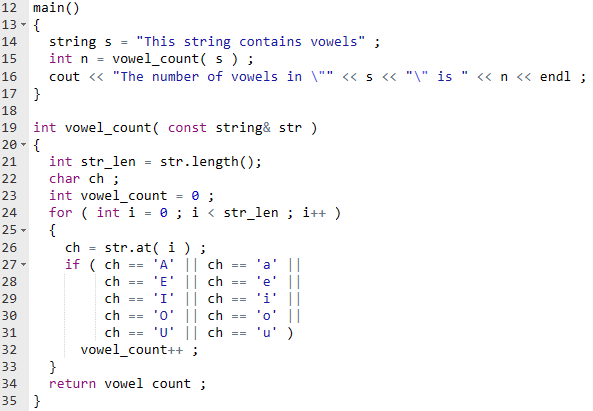 12 main()
13 {
14   string s = "This string contains vowels" ;
15   int n = vowel_count( s ) ;
16   cout << "The number of vowels in \"" << s << "\" is " << n << endl ;
17 }
18
19 int vowel_count( const string& str )
20 {
21   int str_len = str.length();
22   char ch ;
23   int vowel_count = 0 ;
24   for ( int i = 0 ; i < str_len ; i++ )
25   {
26     ch = str.at( i ) ;
27     if ( ch == 'A' || ch == 'a' ||
28          ch == 'E' || ch == 'e' ||
29          ch == 'I' || ch == 'i' ||
30          ch == 'O' || ch == 'o' ||
31          ch == 'U' || ch == 'u' )
32       vowel_count++ ;
33   }
34   return vowel count ;
35 }